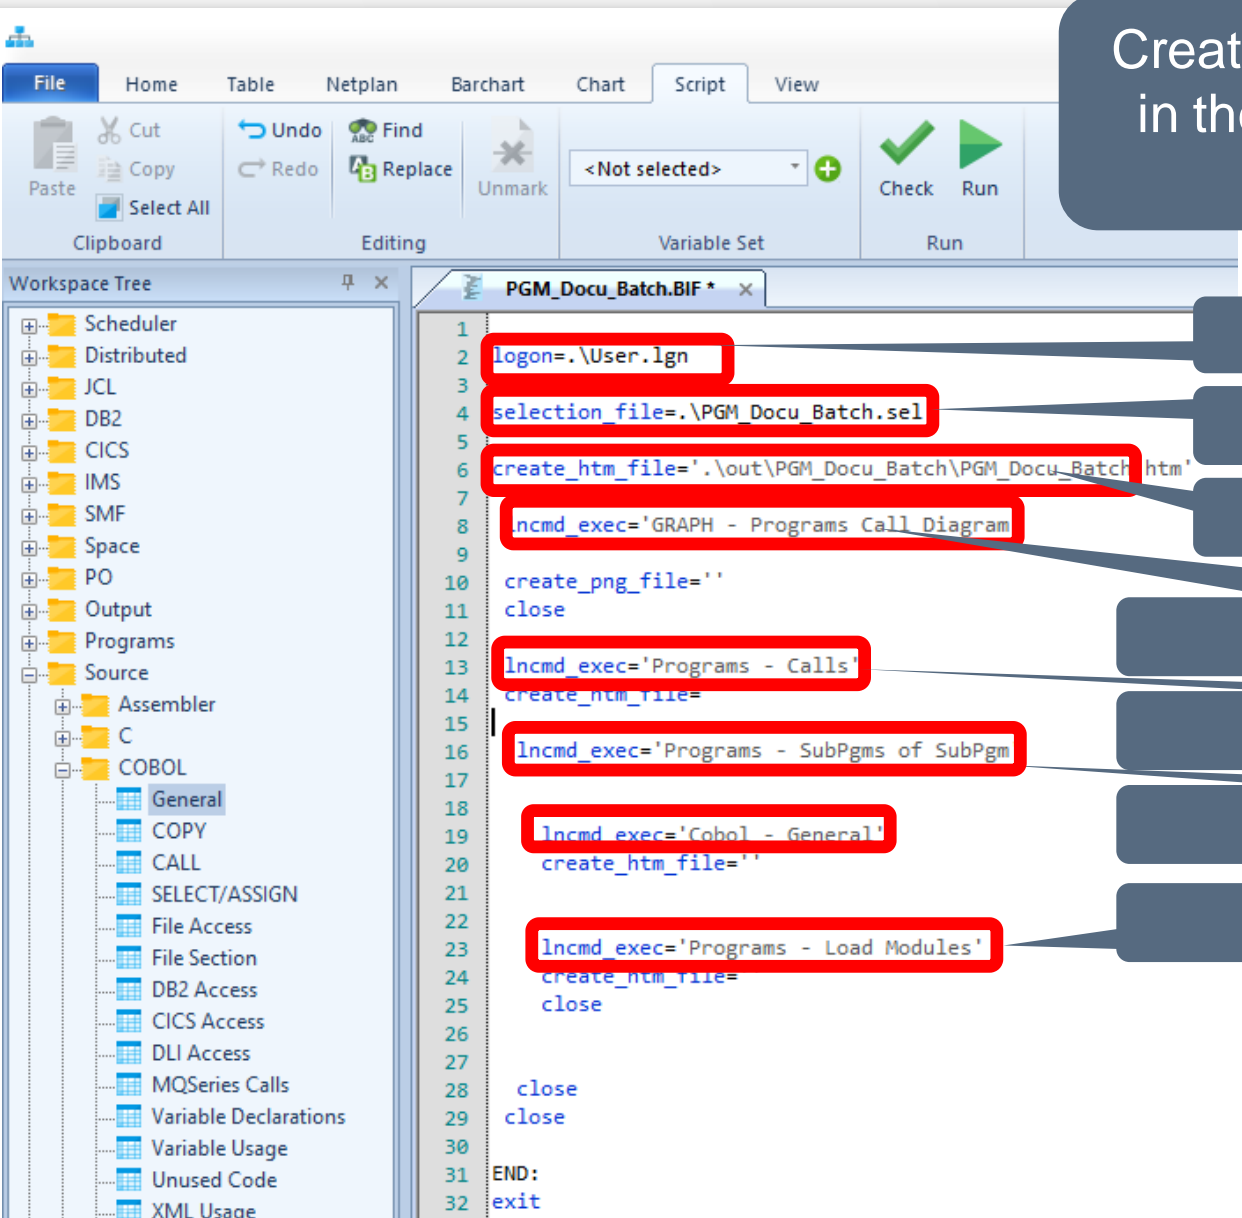 Creat
in the
File Home Table Netplan Barchart Chart Script View
Cut Undo ABC Find
Copy Redo AB Replace <Not selected>
Paste Select All Unmark Check Run
Clipboard Editing Variable Set Run
Workspace Tree
Scheduler
Distributed
JCL
DB2
CICS
IMS
SMF
Space
PO
Output
Programs
Source
Assembler
C
COBOL
General
COPY
CALL
SELECT/ASSIGN
File Access
File Section
DB2 Access
CICS Access
DLI Access
MQSeries Calls
Variable Declarations
Variable Usage
Unused Code
XML Usage
PGM_Docu_Batch.BIF *
1
2 logon=.\User.lgn
3
4 selection_file=.\PGM_Docu_Batch.sel
5
6 create_htm_file='.\out\PGM_Docu_Batch\PGM_Docu_Batch.htm'
7
8 lncmd_exec='GRAPH - Programs Call Diagram
9
10 create_png_file=''
11 close
12
13 lncmd_exec='Programs - Calls'
14 create_htm_file=
15
16 lncmd_exec='Programs - SubPgms of SubPgm
17
18
19 lncmd_exec='Cobol - General'
20 create_htm_file=''
21
22
23 lncmd_exec='Programs - Load Modules'
24 create_htm_file=
25 close
26
27
28 close
29 close
30
31 END:
32 exit